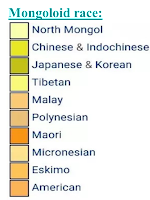 Mongoloid race:
North Mongol
Chinese & Indochinese
Japanese & Korean
Tibetan
Malay
Polynesian
Maori
Micronesian
Eskimo
American